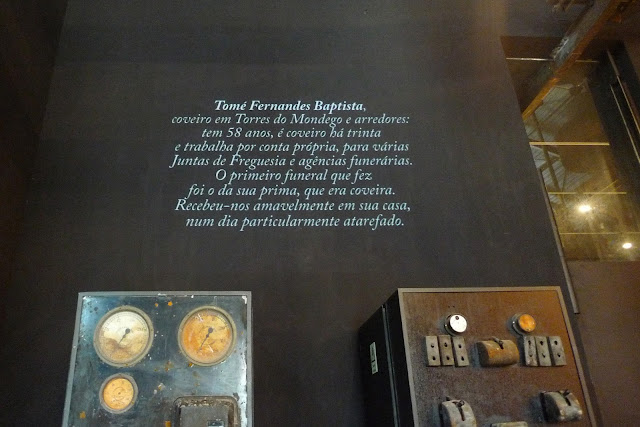 Tomé Fernandes Baptista,
coveiro em Torres do Mondego e arredores:
tem 58 anos, é coveiro há trinta
e trabalha por conta própria, para várias
Juntas de Freguesia e agências funerárias.
O primeiro funeral que fez
foi o da sua prima, que era coveira.
Recebeu-nos amavelmente em sua casa,
num dia particularmente atarefado.